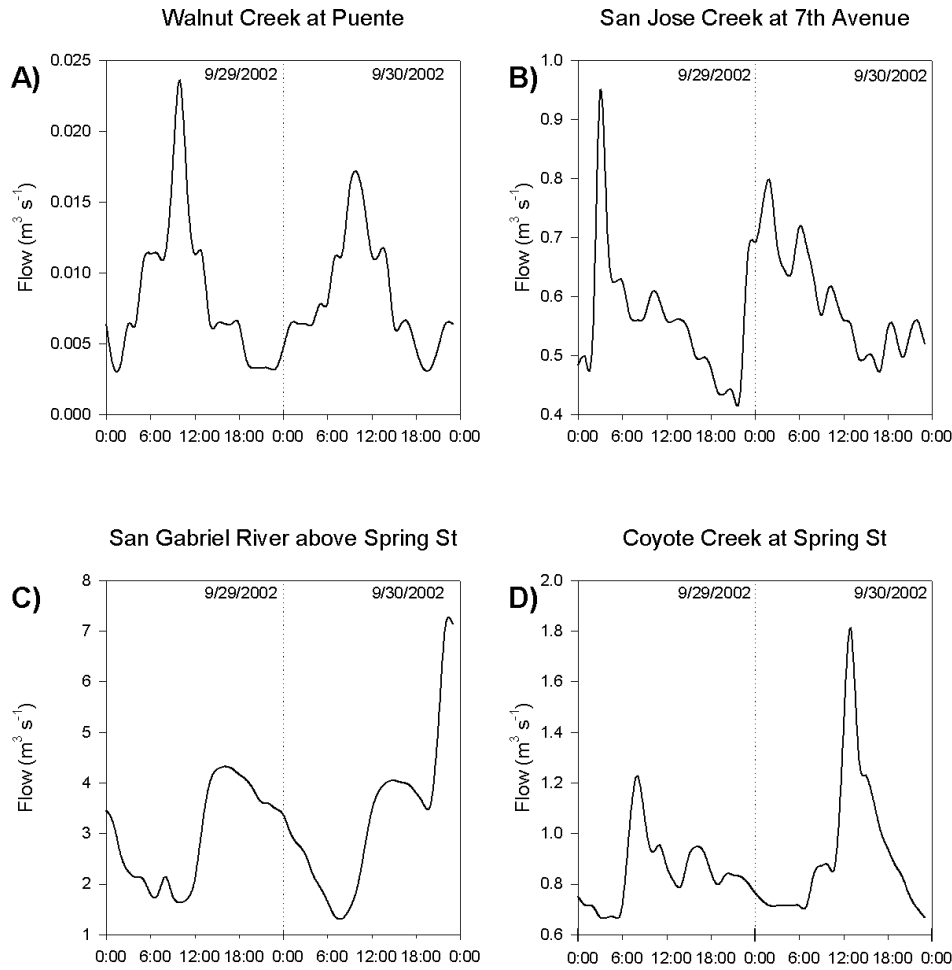 Walnut Creek at Puente
A)
9/29/2002 9/30/2002
0.025
0.020
0.015
0.010
0.005
0.000
Flow (m³ s⁻¹)
0:00 6:00 12:00 18:00 0:00 6:00 12:00 18:00 0:00
San Jose Creek at 7th Avenue
B)
9/29/2002 9/30/2002
1.0
0.9
0.8
0.7
0.6
0.5
0.4
Flow (m³ s⁻¹)
0:00 6:00 12:00 18:00 0:00 6:00 12:00 18:00 0:00
San Gabriel River above Spring St
C)
9/29/2002 9/30/2002
8
7
6
5
4
3
2
1
Flow (m³ s⁻¹)
0:00 6:00 12:00 18:00 0:00 6:00 12:00 18:00 0:00
Coyote Creek at Spring St
D)
9/29/2002 9/30/2002
2.0
1.8
1.6
1.4
1.2
1.0
0.8
0.6
Flow (m³ s⁻¹)
0:00 6:00 12:00 18:00 0:00 6:00 12:00 18:00 0:00